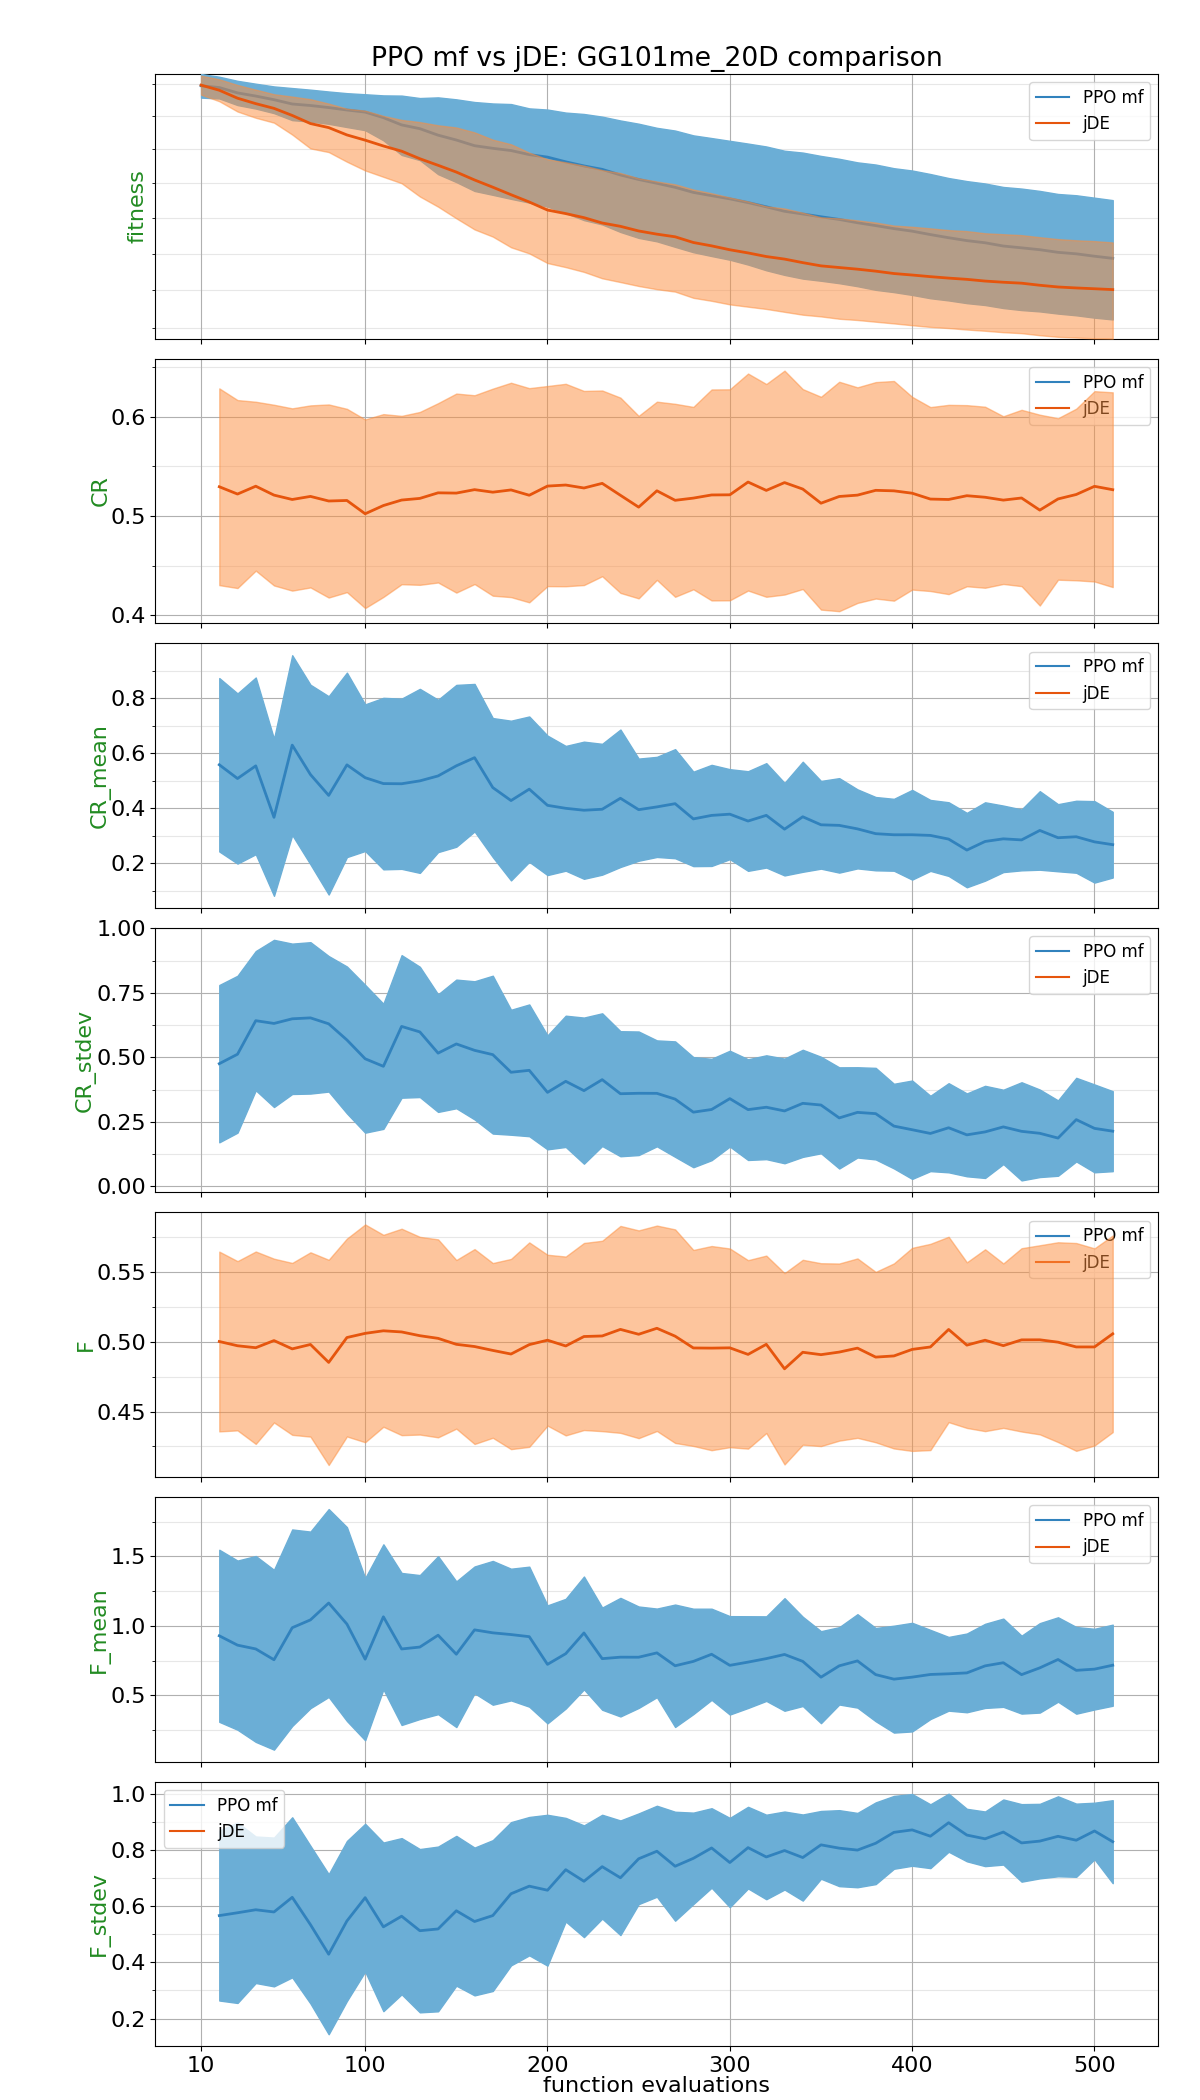 PPO mf vs jDE: GG101me_20D comparison
fitness
PPO mf
jDE
CR
0.6
0.5
0.4
PPO mf
jDE
CR_mean
0.8
0.6
0.4
0.2
PPO mf
jDE
CR_stdev
1.00
0.75
0.50
0.25
0.00
PPO mf
jDE
F
0.55
0.50
0.45
PPO mf
jDE
F_mean
1.5
1.0
0.5
PPO mf
jDE
F_stdev
1.0
0.8
0.6
0.4
0.2
PPO mf
jDE
10 100 200 300 400 500
function evaluations